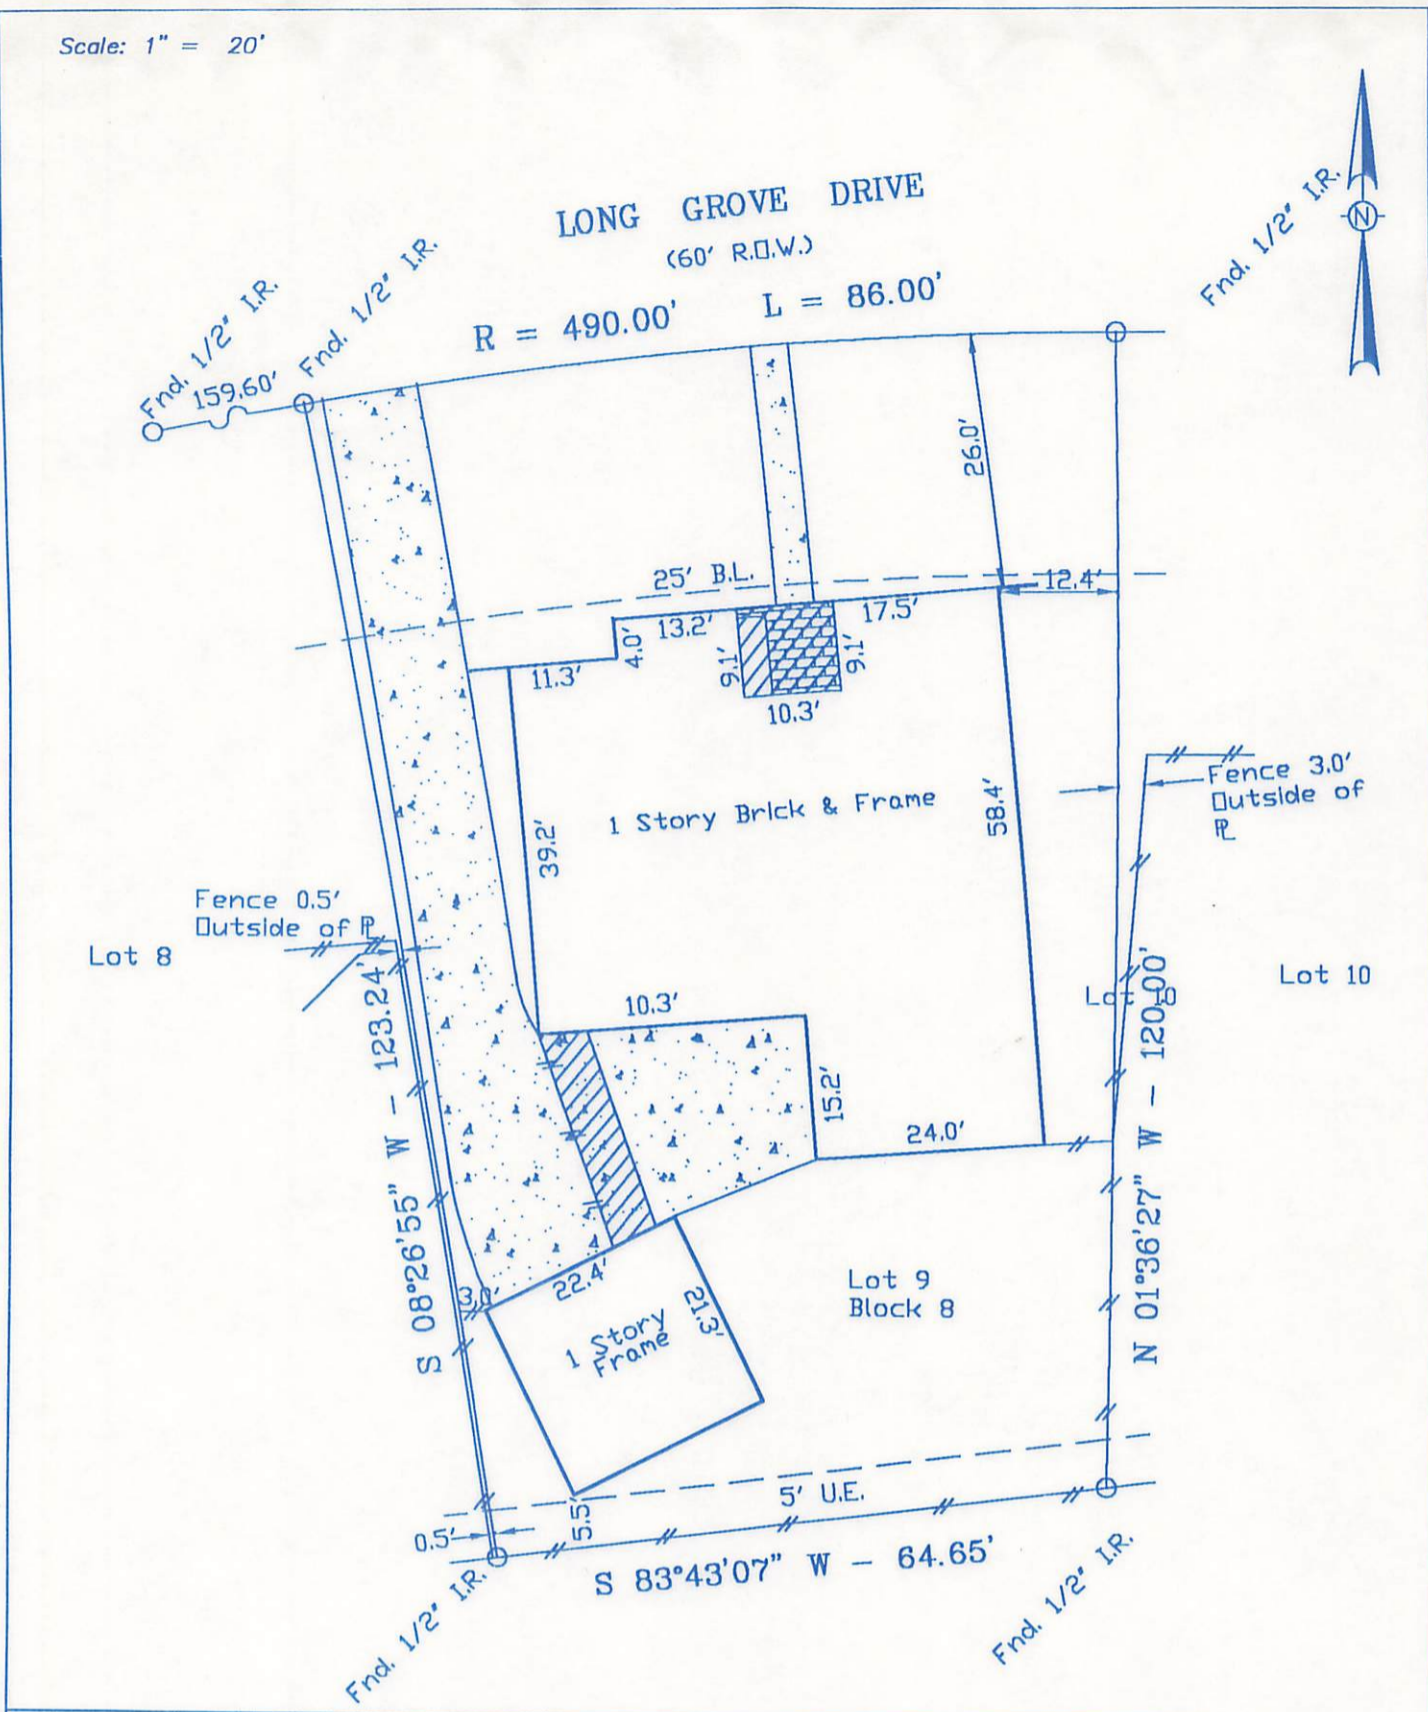 Scale: 1" = 20'
LONG GROVE DRIVE
(60' R.O.W.)
R = 490.00' L = 86.00'
Fnd. 1/2" I.R.
159.60'
Fnd. 1/2" I.R.
Fnd. 1/2" I.R.
N
26.0'
25' B.L.
12.4'
13.2'
17.5'
4.0'
9.1'
9.1'
11.3'
10.3'
Fence 3.0'
Outside of
PL
1 Story Brick & Frame
58.4'
39.2'
Fence 0.5'
Outside of PL
Lot 8
Lot 10
10.3'
S 08°26'55" W - 123.24'
N 01°36'27" W - 120.00'
15.2'
24.0'
22.4'
3.0'
21.3'
1 Story
Frame
Lot 9
Block 8
5' U.E.
0.5'
5.5'
S 83°43'07" W - 64.65'
Fnd. 1/2" I.R.
Fnd. 1/2" I.R.